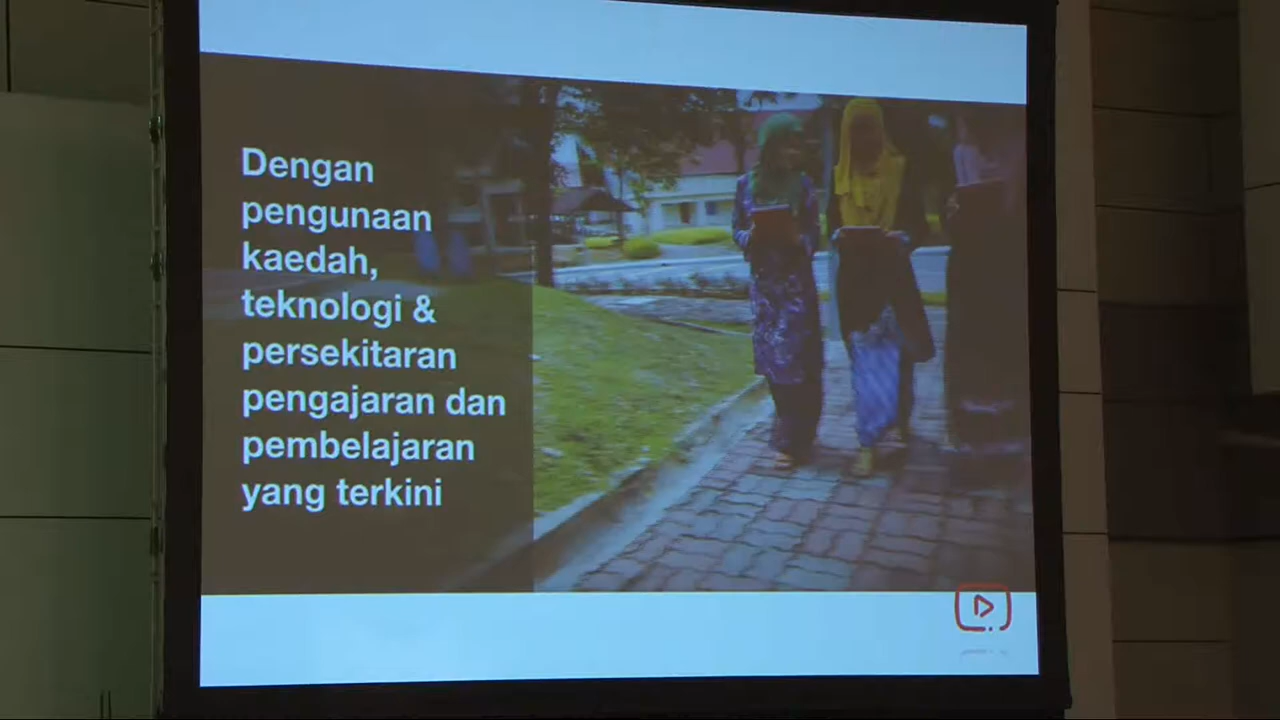 Dengan
pengunaan
kaedah,
teknologi &
persekitaran
pengajaran dan
pembelajaran
yang terkini